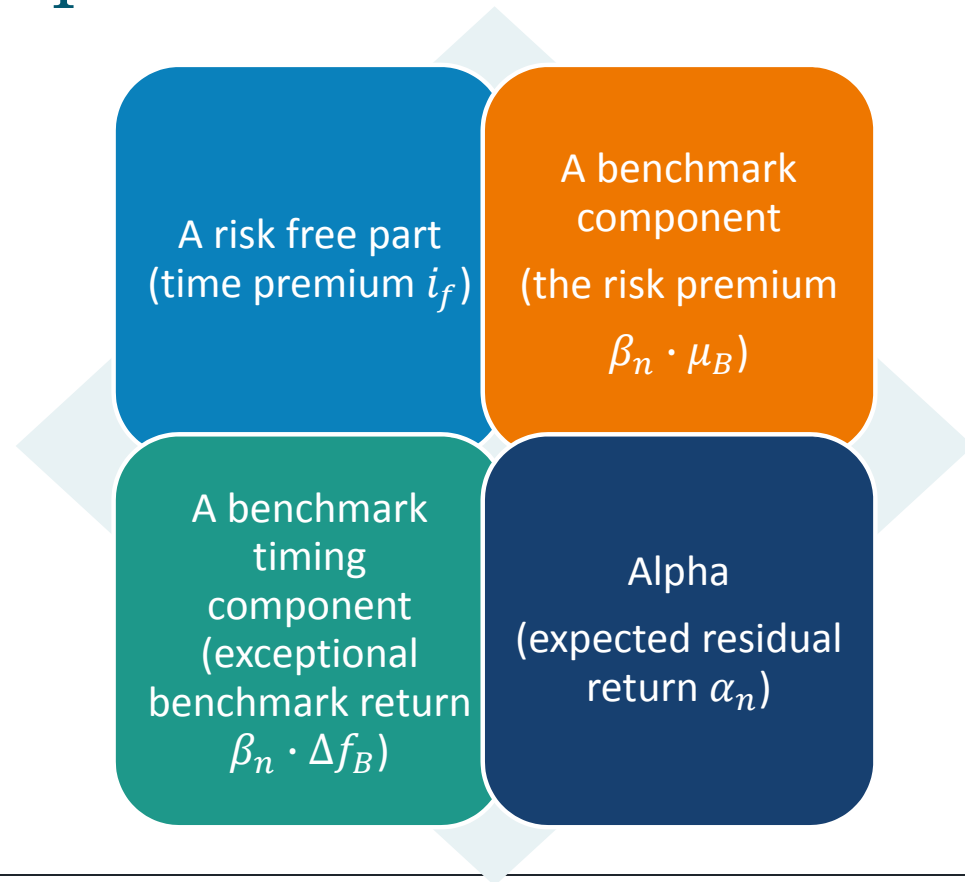 A risk free part
(time premium i_f)
A benchmark
component
(the risk premium
β_n · μ_B)
A benchmark
timing
component
(exceptional
benchmark return
β_n · Δf_B)
Alpha
(expected residual
return α_n)